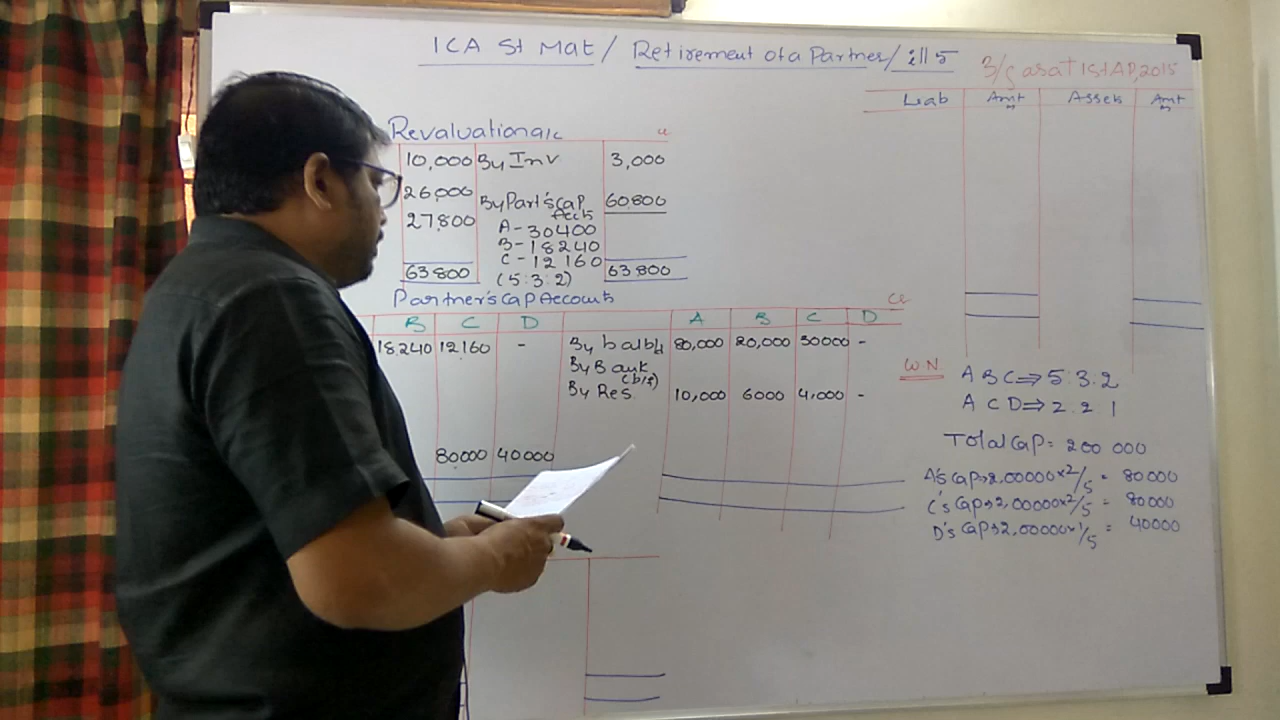 ICA St Mat / Retirement of a Partner / ill 5
B/S as at 1st AP, 2015
Liab Amt Assets Amt
Revaluation a/c
10,000 By Inv 3,000
26,000 By Part's cap Accts 60800
27,800 A - 30400
B - 18240
C - 12160
63800 (5:3:2) 63800
Partner's Cap Accounts
B C D A B C D
18240 12160 - By bal b/d 80,000 20,000 30000 -
By Bank (b/f)
By Res. 10,000 6000 4,000 -
80000 40000
W.N.
A B C ⇒ 5:3:2
A C D ⇒ 2:2:1
Total Cap = 200 000
A's Cap → 2,00000 × 2/5 = 80000
C's Cap → 2,00000 × 2/5 = 80000
D's Cap → 2,00000 × 1/5 = 40000